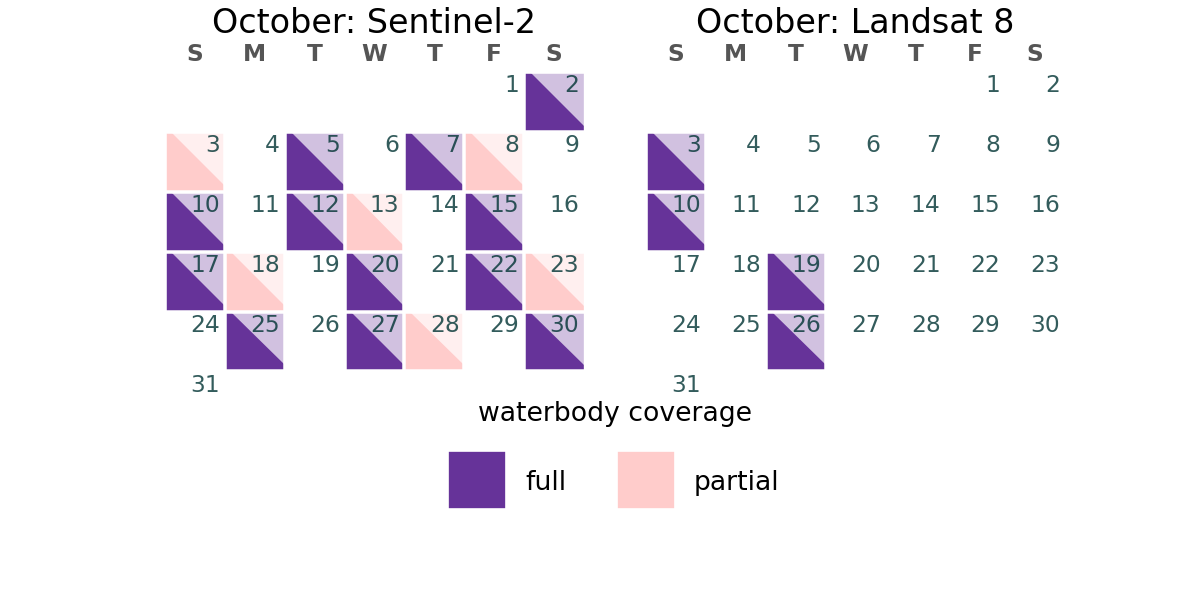 October: Sentinel-2
S M T W T F S
1 2
3 4 5 6 7 8 9
10 11 12 13 14 15 16
17 18 19 20 21 22 23
24 25 26 27 28 29 30
31
October: Landsat 8
S M T W T F S
1 2
3 4 5 6 7 8 9
10 11 12 13 14 15 16
17 18 19 20 21 22 23
24 25 26 27 28 29 30
31
waterbody coverage
full
partial